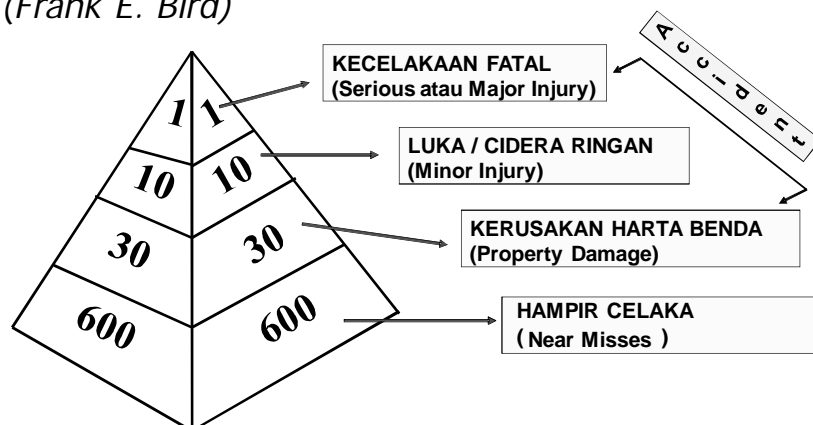 (Frank E. Bird)
Accident
KECELAKAAN FATAL
(Serious atau Major Injury)
1 1
LUKA / CIDERA RINGAN
(Minor Injury)
10 10
KERUSAKAN HARTA BENDA
(Property Damage)
30 30
HAMPIR CELAKA
( Near Misses )
600 600